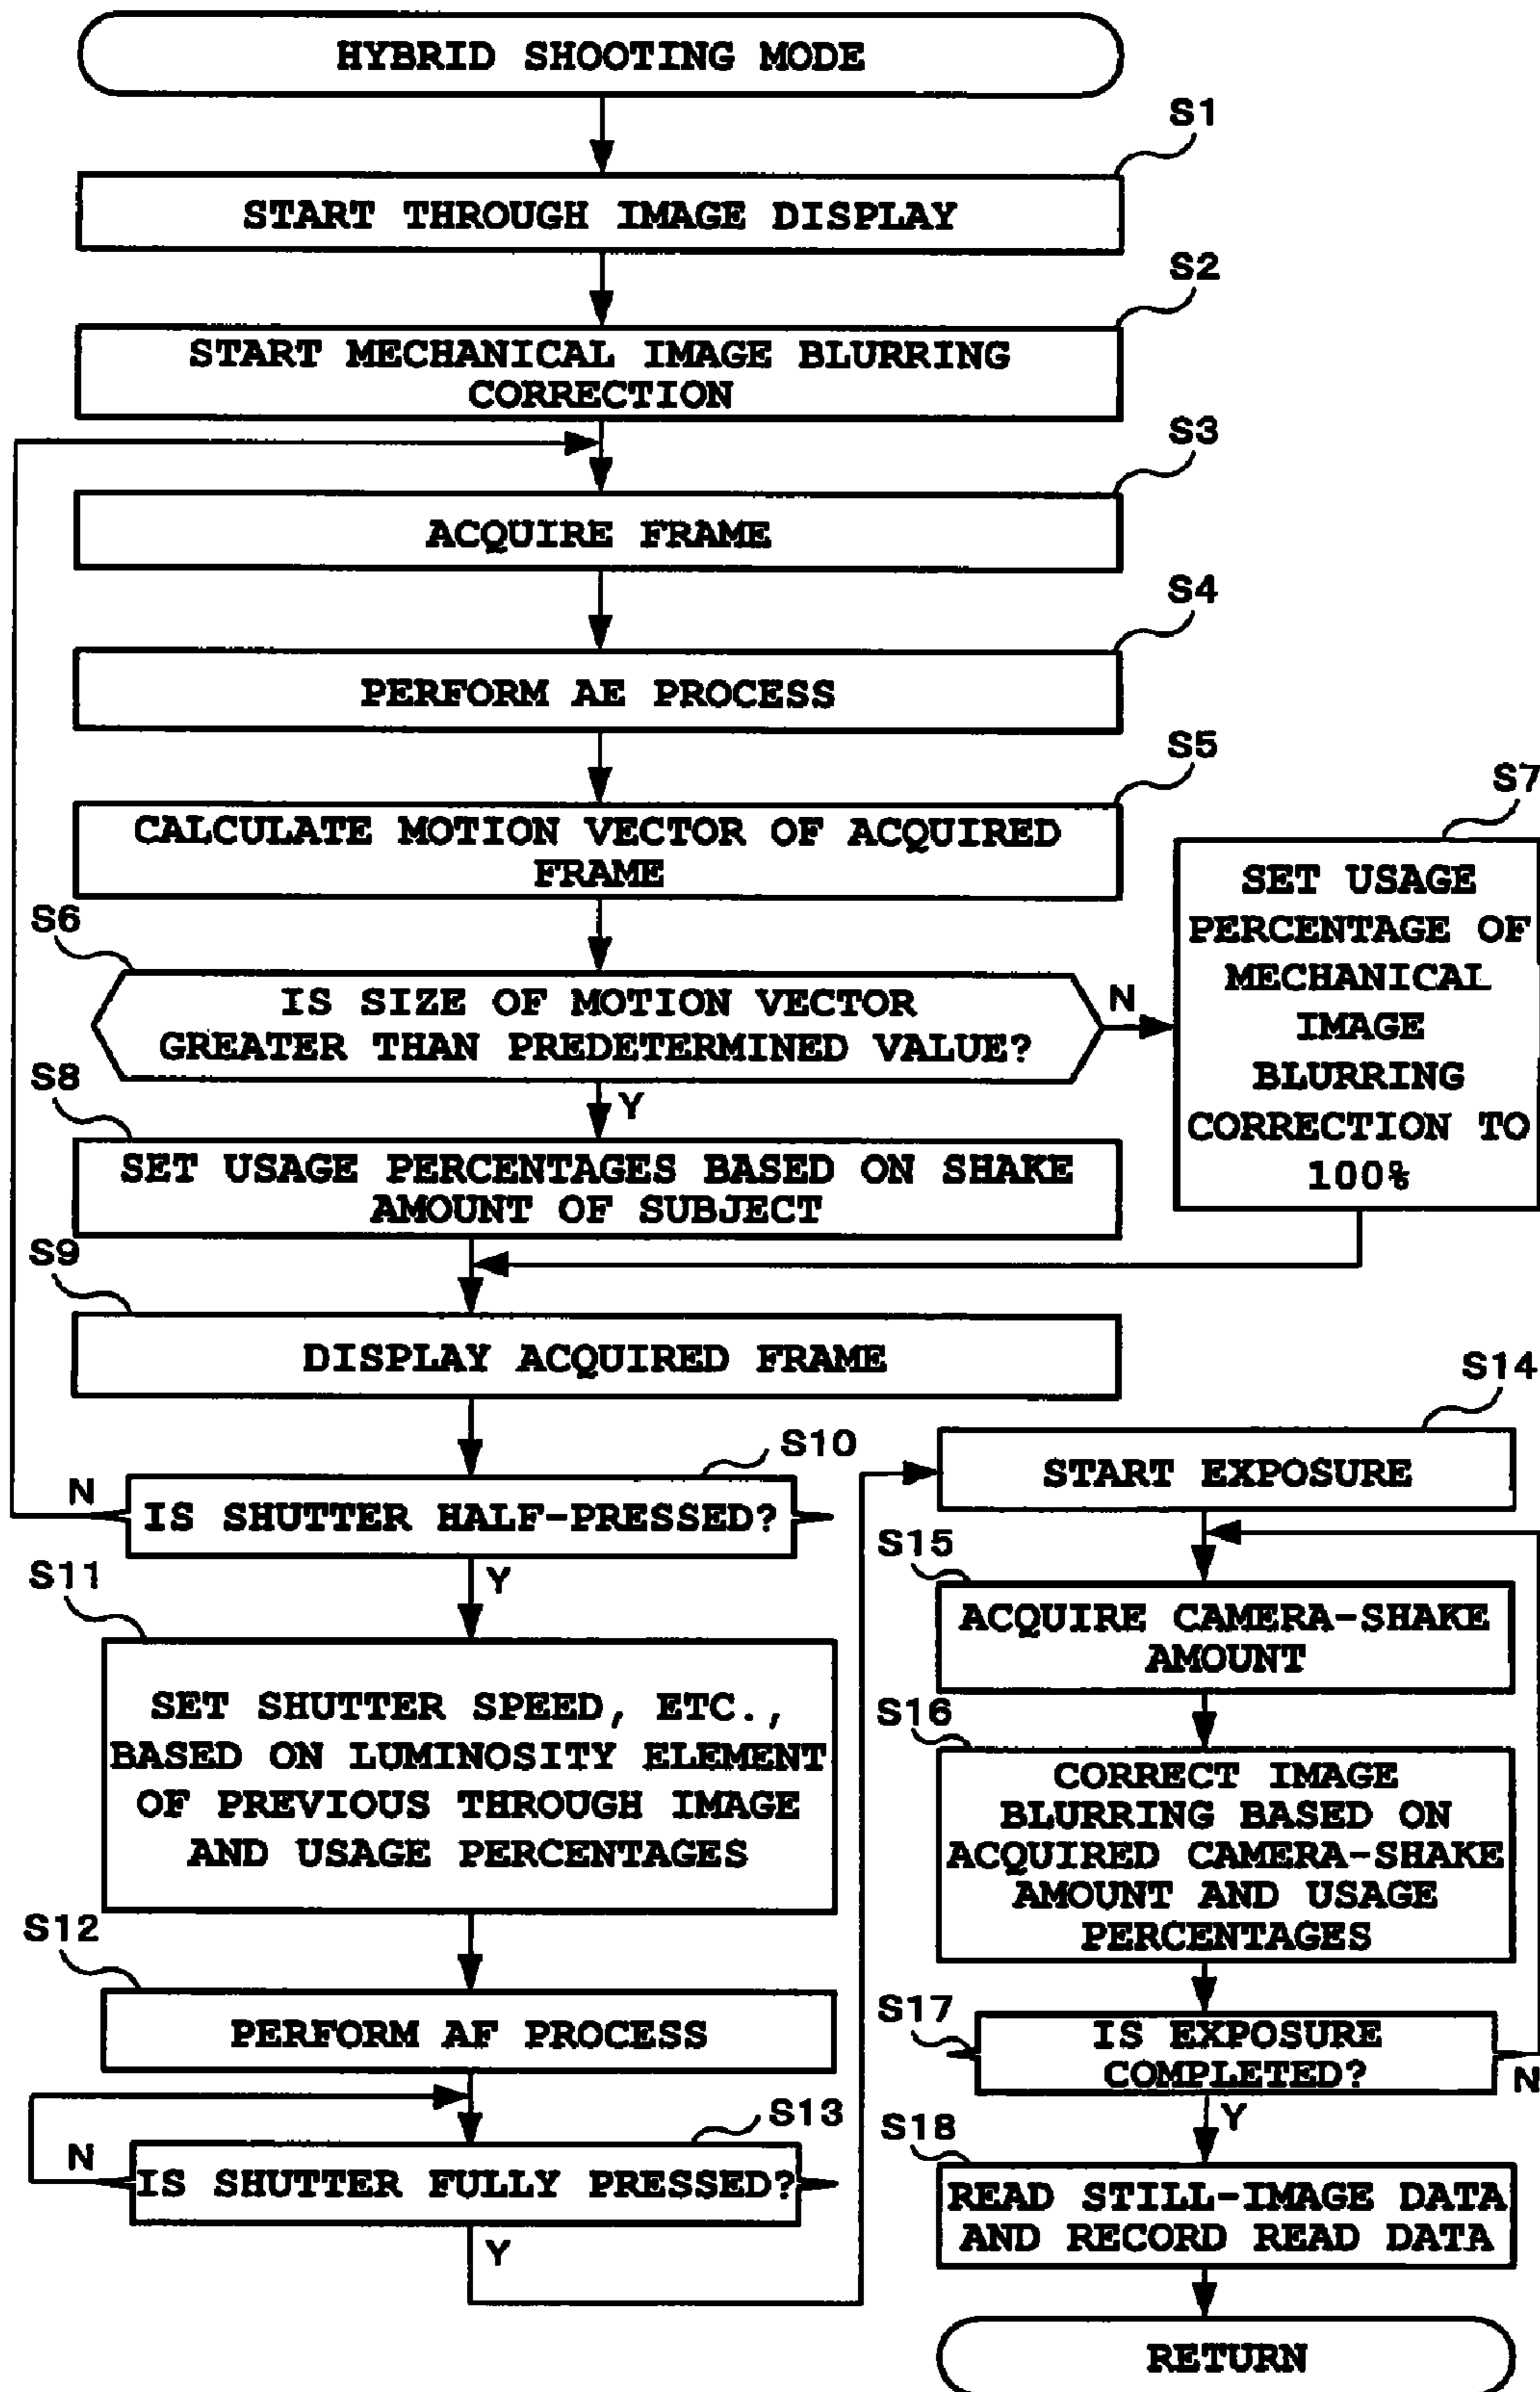 HYBRID SHOOTING MODE
S1
START THROUGH IMAGE DISPLAY
S2
START MECHANICAL IMAGE BLURRING
CORRECTION
S3
ACQUIRE FRAME
S4
PERFORM AE PROCESS
S5
CALCULATE MOTION VECTOR OF ACQUIRED
FRAME
S6
IS SIZE OF MOTION VECTOR
GREATER THAN PREDETERMINED VALUE?
N
Y
S7
SET USAGE
PERCENTAGE OF
MECHANICAL
IMAGE
BLURRING
CORRECTION TO
100%
S8
SET USAGE PERCENTAGES BASED ON SHAKE
AMOUNT OF SUBJECT
S9
DISPLAY ACQUIRED FRAME
S10
N
IS SHUTTER HALF-PRESSED?
Y
S11
SET SHUTTER SPEED, ETC.,
BASED ON LUMINOSITY ELEMENT
OF PREVIOUS THROUGH IMAGE
AND USAGE PERCENTAGES
S12
PERFORM AF PROCESS
S13
N
IS SHUTTER FULLY PRESSED?
Y
S14
START EXPOSURE
S15
ACQUIRE CAMERA-SHAKE
AMOUNT
S16
CORRECT IMAGE
BLURRING BASED ON
ACQUIRED CAMERA-SHAKE
AMOUNT AND USAGE
PERCENTAGES
S17
IS EXPOSURE
COMPLETED?
N
Y
S18
READ STILL-IMAGE DATA
AND RECORD READ DATA
RETURN